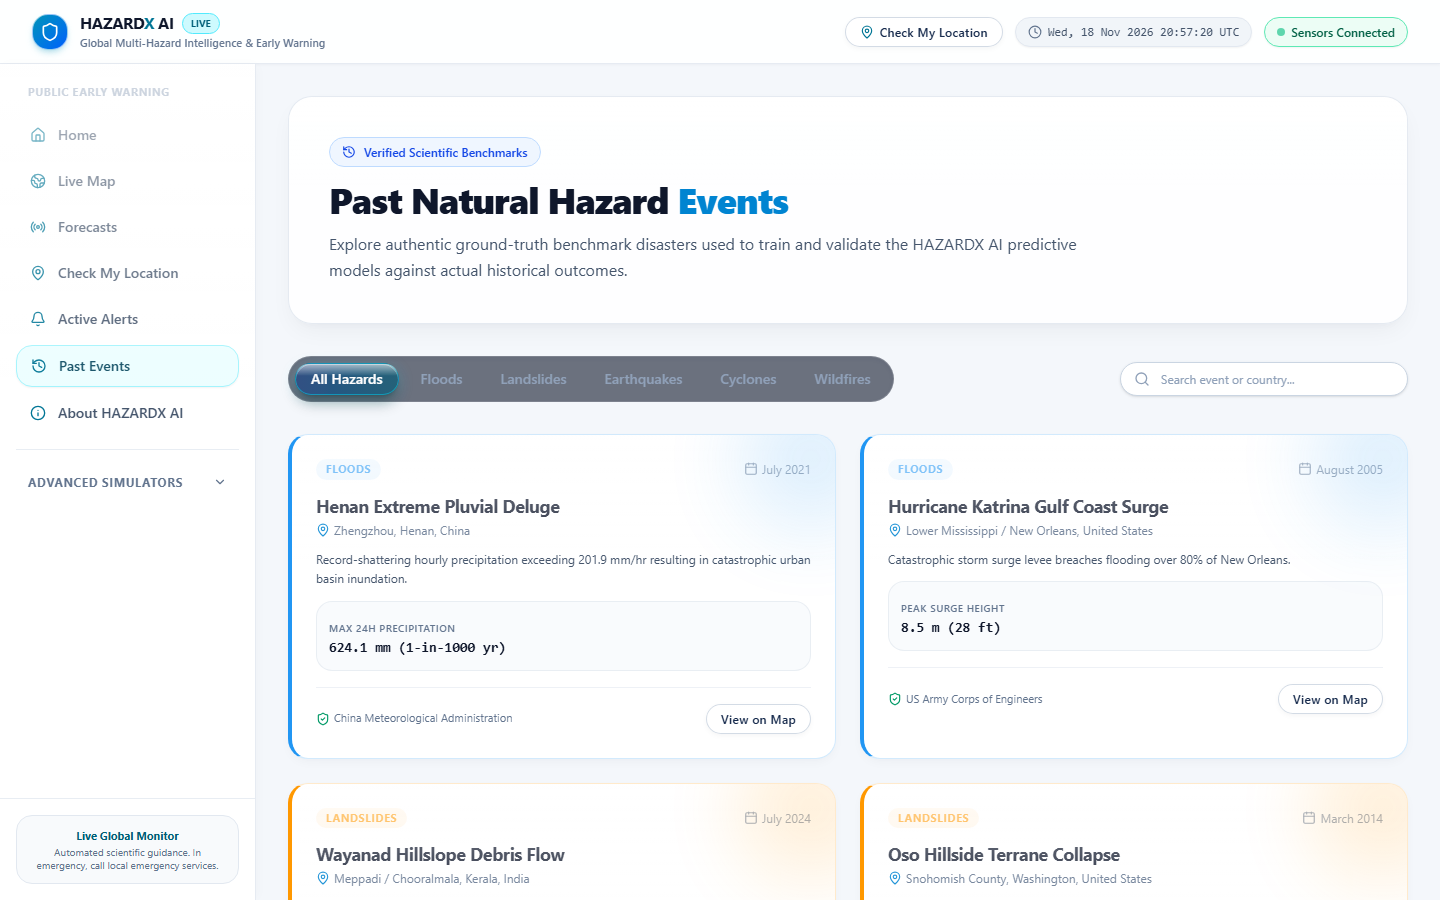 HAZARDX AI LIVE
Global Multi-Hazard Intelligence & Early Warning
Check My Location
Wed, 18 Nov 2026 20:57:20 UTC
Sensors Connected
PUBLIC EARLY WARNING
Home
Live Map
Forecasts
Check My Location
Active Alerts
Past Events
About HAZARDX AI
ADVANCED SIMULATORS
Live Global Monitor
Automated scientific guidance. In
emergency, call local emergency services.
Verified Scientific Benchmarks
Past Natural Hazard Events
Explore authentic ground-truth benchmark disasters used to train and validate the HAZARDX AI predictive
models against actual historical outcomes.
All Hazards
Floods
Landslides
Earthquakes
Cyclones
Wildfires
Search event or country...
FLOODS
July 2021
Henan Extreme Pluvial Deluge
Zhengzhou, Henan, China
Record-shattering hourly precipitation exceeding 201.9 mm/hr resulting in catastrophic urban
basin inundation.
MAX 24H PRECIPITATION
624.1 mm (1-in-1000 yr)
China Meteorological Administration
View on Map
FLOODS
August 2005
Hurricane Katrina Gulf Coast Surge
Lower Mississippi / New Orleans, United States
Catastrophic storm surge levee breaches flooding over 80% of New Orleans.
PEAK SURGE HEIGHT
8.5 m (28 ft)
US Army Corps of Engineers
View on Map
LANDSLIDES
July 2024
Wayanad Hillslope Debris Flow
Meppadi / Chooralmala, Kerala, India
LANDSLIDES
March 2014
Oso Hillside Terrane Collapse
Snohomish County, Washington, United States